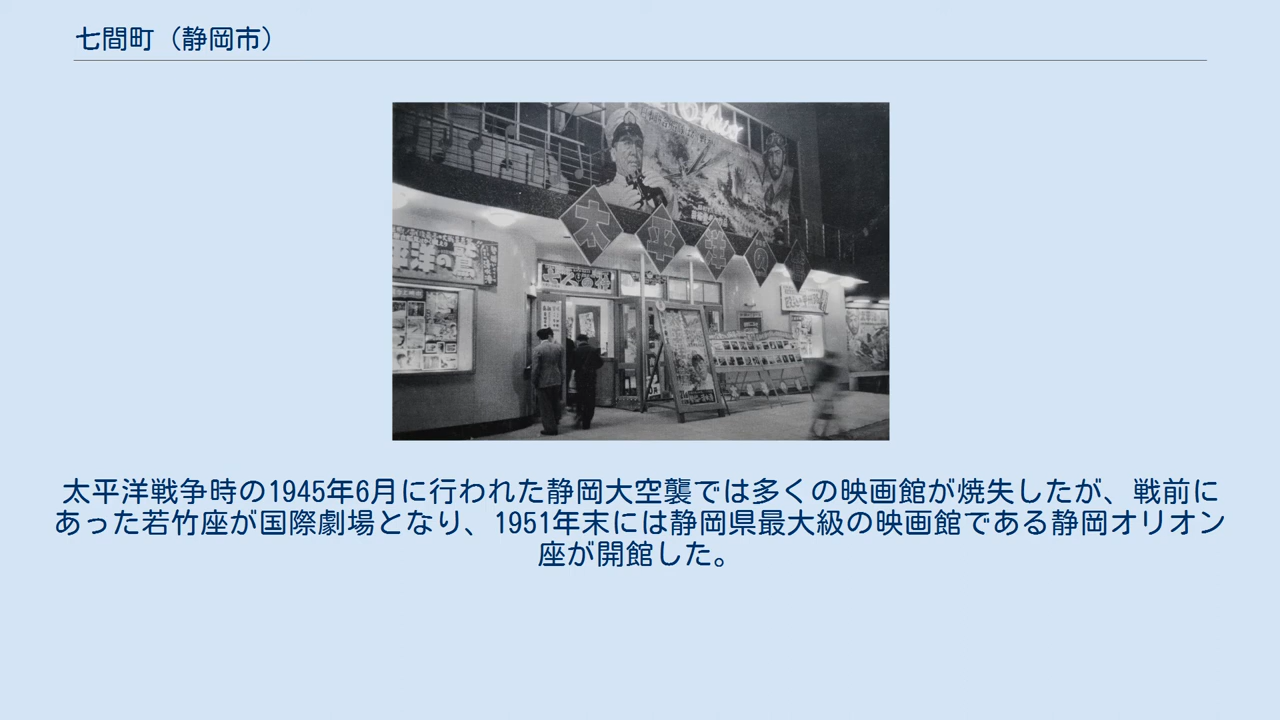 七間町（静岡市）
太平洋の
平洋の鷲
太平洋戦争時の1945年6月に行われた静岡大空襲では多くの映画館が焼失したが、戦前に
あった若竹座が国際劇場となり、1951年末には静岡県最大級の映画館である静岡オリオン
座が開館した。